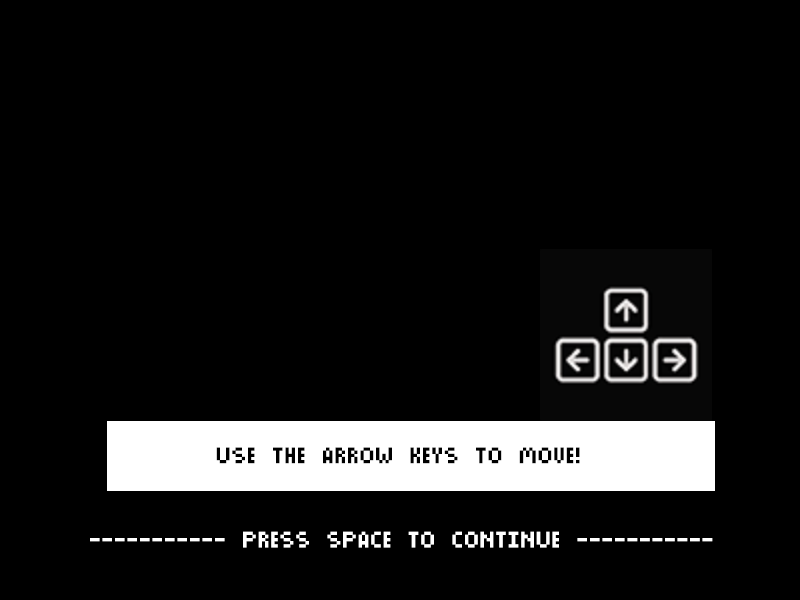 USE THE ARROW KEYS TO MOVE!
----------- PRESS SPACE TO CONTINUE -----------